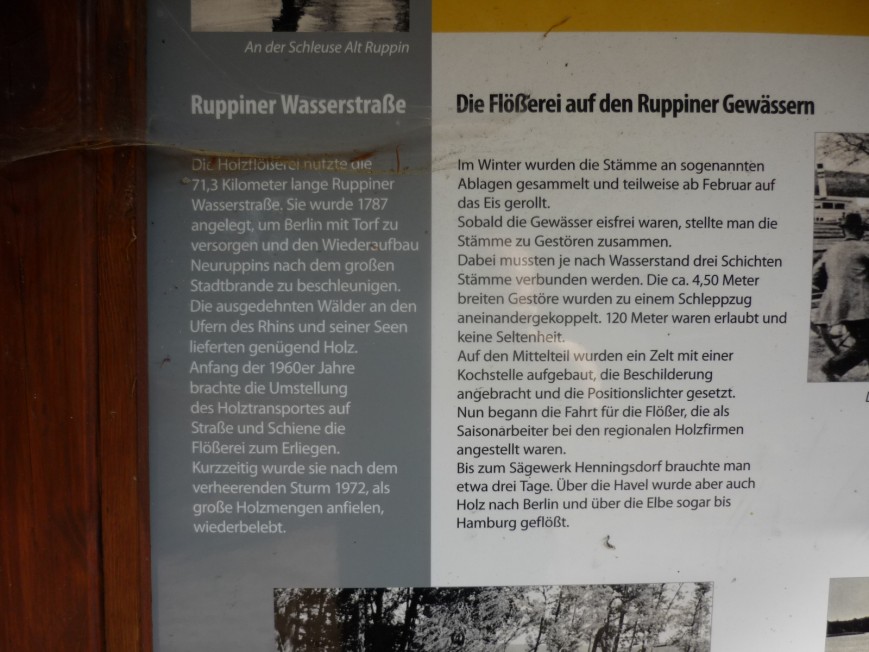 An der Schleuse Alt Ruppin
Ruppiner Wasserstraße
Die Holzflößerei nutzte die
71,3 Kilometer lange Ruppiner
Wasserstraße. Sie wurde 1787
angelegt, um Berlin mit Torf zu
versorgen und den Wiederaufbau
Neuruppins nach dem großen
Stadtbrande zu beschleunigen.
Die ausgedehnten Wälder an den
Ufern des Rhins und seiner Seen
lieferten genügend Holz.
Anfang der 1960er Jahre
brachte die Umstellung
des Holztransportes auf
Straße und Schiene die
Flößerei zum Erliegen.
Kurzzeitig wurde sie nach dem
verheerenden Sturm 1972, als
große Holzmengen anfielen,
wiederbelebt.
Die Flößerei auf den Ruppiner Gewässern
Im Winter wurden die Stämme an sogenannten
Ablagen gesammelt und teilweise ab Februar auf
das Eis gerollt.
Sobald die Gewässer eisfrei waren, stellte man die
Stämme zu Gestören zusammen.
Dabei mussten je nach Wasserstand drei Schichten
Stämme verbunden werden. Die ca. 4,50 Meter
breiten Gestöre wurden zu einem Schleppzug
aneinandergekoppelt. 120 Meter waren erlaubt und
keine Seltenheit.
Auf den Mittelteil wurden ein Zelt mit einer
Kochstelle aufgebaut, die Beschilderung
angebracht und die Positionslichter gesetzt.
Nun begann die Fahrt für die Flößer, die als
Saisonarbeiter bei den regionalen Holzfirmen
angestellt waren.
Bis zum Sägewerk Henningsdorf brauchte man
etwa drei Tage. Über die Havel wurde aber auch
Holz nach Berlin und über die Elbe sogar bis
Hamburg geflößt.